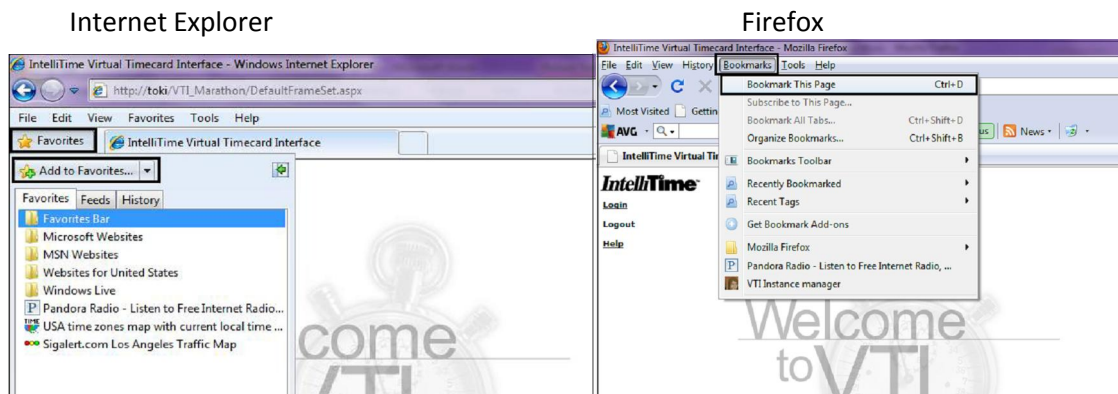 Internet Explorer
IntelliTime Virtual Timecard Interface - Windows Internet Explorer
http://toki/VTI_Marathon/DefaultFrameSet.aspx
File Edit View Favorites Tools Help
Favorites IntelliTime Virtual Timecard Interface
Add to Favorites...
Favorites Feeds History
Favorites Bar
Microsoft Websites
MSN Websites
Websites for United States
Windows Live
P Pandora Radio - Listen to Free Internet Radio...
TIME USA time zones map with current local time ...
Sigalert.com Los Angeles Traffic Map
come
VTI
Firefox
IntelliTime Virtual Timecard Interface - Mozilla Firefox
File Edit View History Bookmarks Tools Help
Bookmark This Page Ctrl+D
Subscribe to This Page...
Bookmark All Tabs... Ctrl+Shift+D
Organize Bookmarks... Ctrl+Shift+B
Bookmarks Toolbar
Recently Bookmarked
Recent Tags
Get Bookmark Add-ons
Mozilla Firefox
P Pandora Radio - Listen to Free Internet Radio, ...
VTI Instance manager
Most Visited Gettin
AVG us News
IntelliTime Virtual Tir
IntelliTime
Login
Logout
Help
Welcome
to VTI